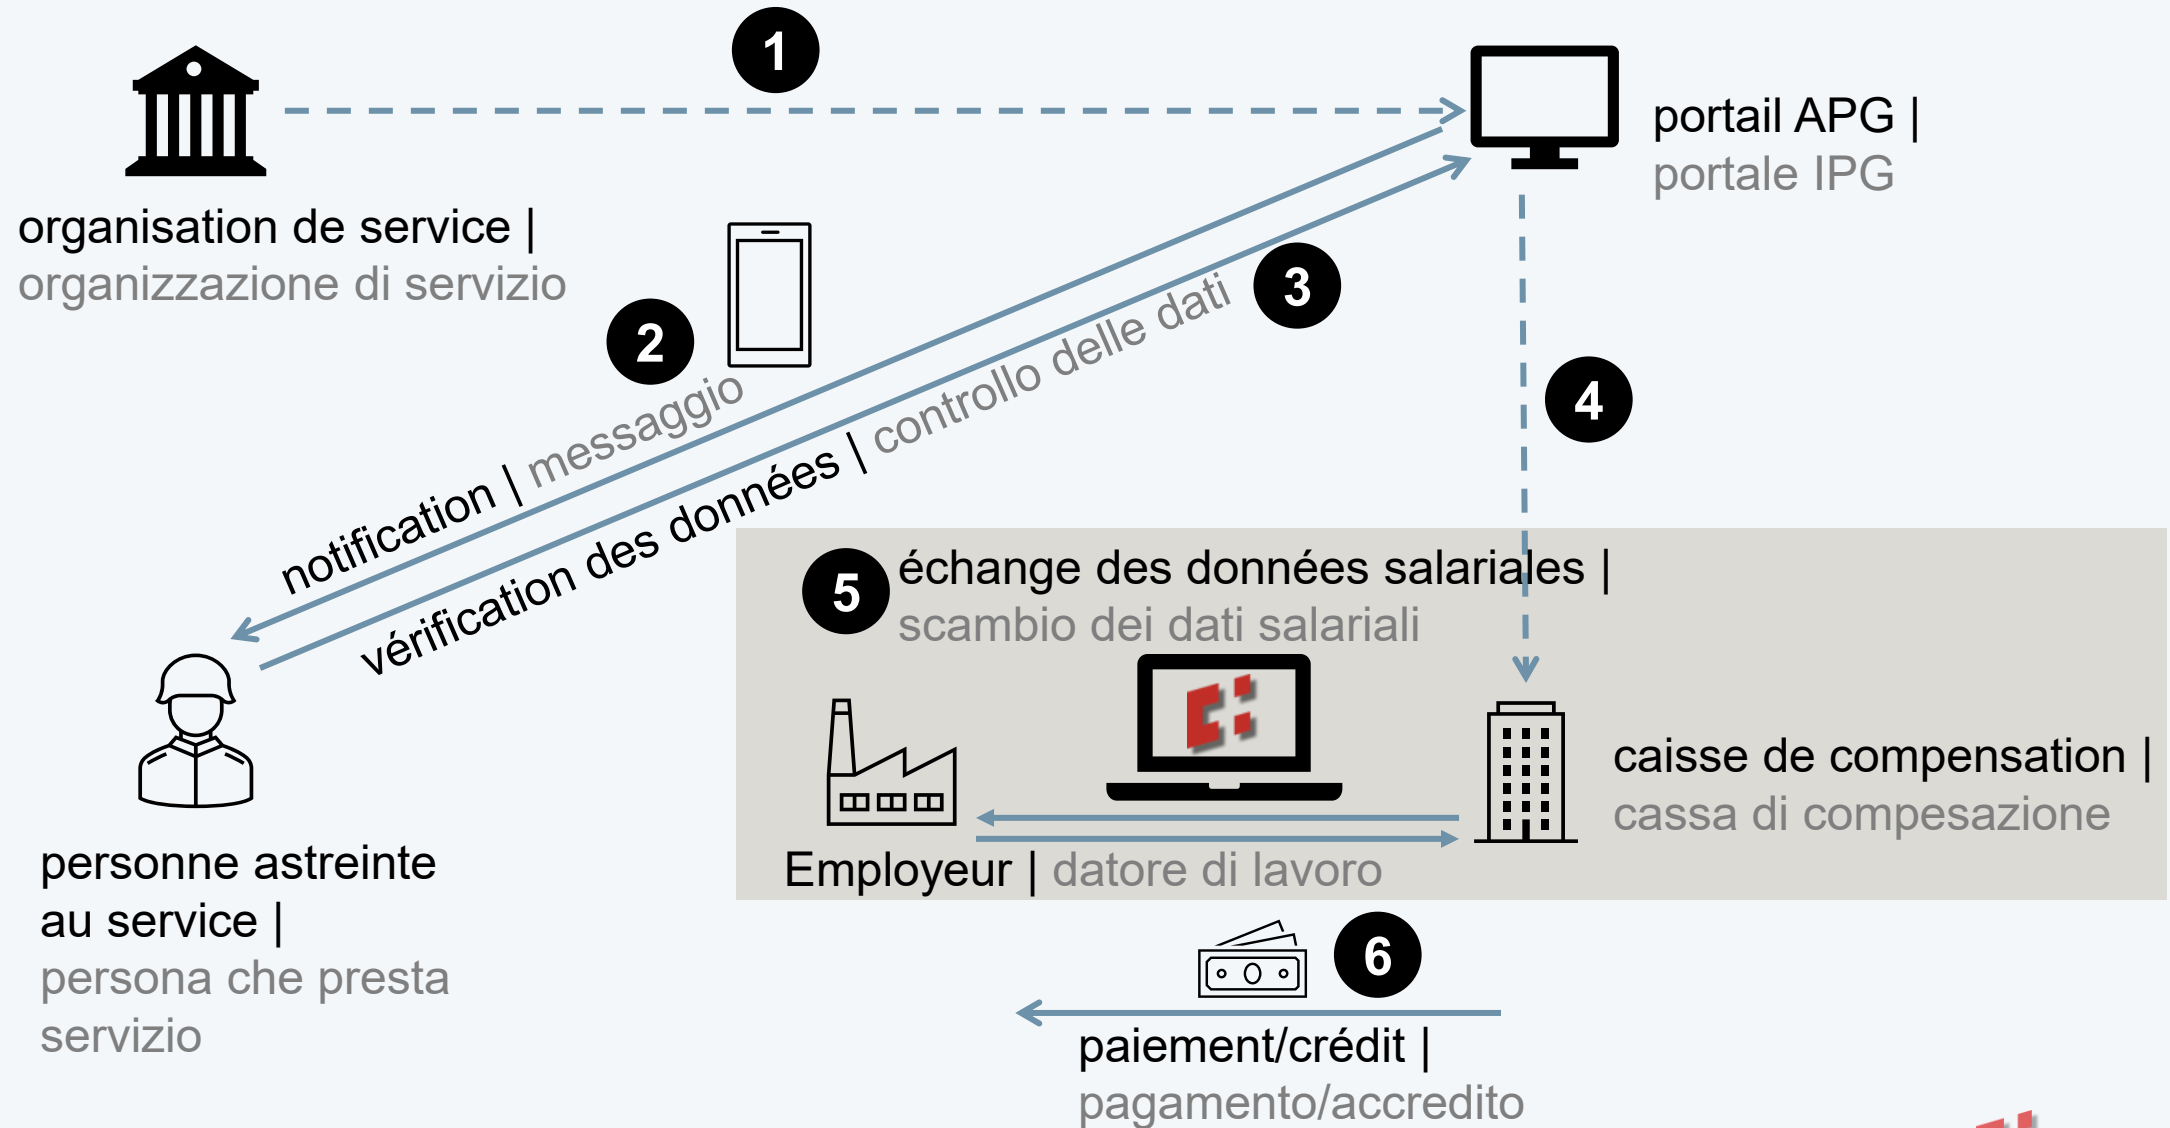 1
portail APG |
portale IPG
organisation de service |
organizzazione di servizio
2
notification | messaggio
3
vérification des données | controllo delle dati
4
5
échange des données salariales |
scambio dei dati salariali
caisse de compensation |
cassa di compesazione
Employeur | datore di lavoro
personne astreinte
au service |
persona che presta
servizio
6
paiement/crédit |
pagamento/accredito